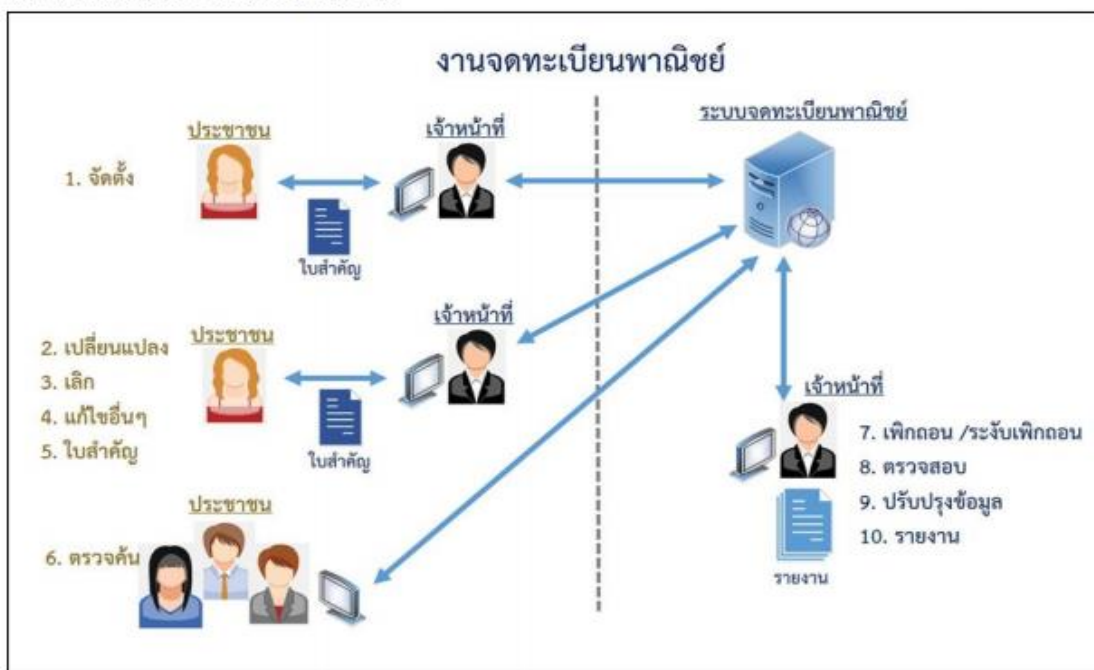 งานจดทะเบียนพาณิชย์
ประชาชน
เจ้าหน้าที่
ระบบจดทะเบียนพาณิชย์
1. จัดตั้ง
ใบสำคัญ
ประชาชน
เจ้าหน้าที่
2. เปลี่ยนแปลง
3. เลิก
4. แก้ไขอื่นๆ
5. ใบสำคัญ
ใบสำคัญ
เจ้าหน้าที่
7. เพิกถอน /ระงับเพิกถอน
8. ตรวจสอบ
9. ปรับปรุงข้อมูล
10. รายงาน
รายงาน
ประชาชน
6. ตรวจค้น